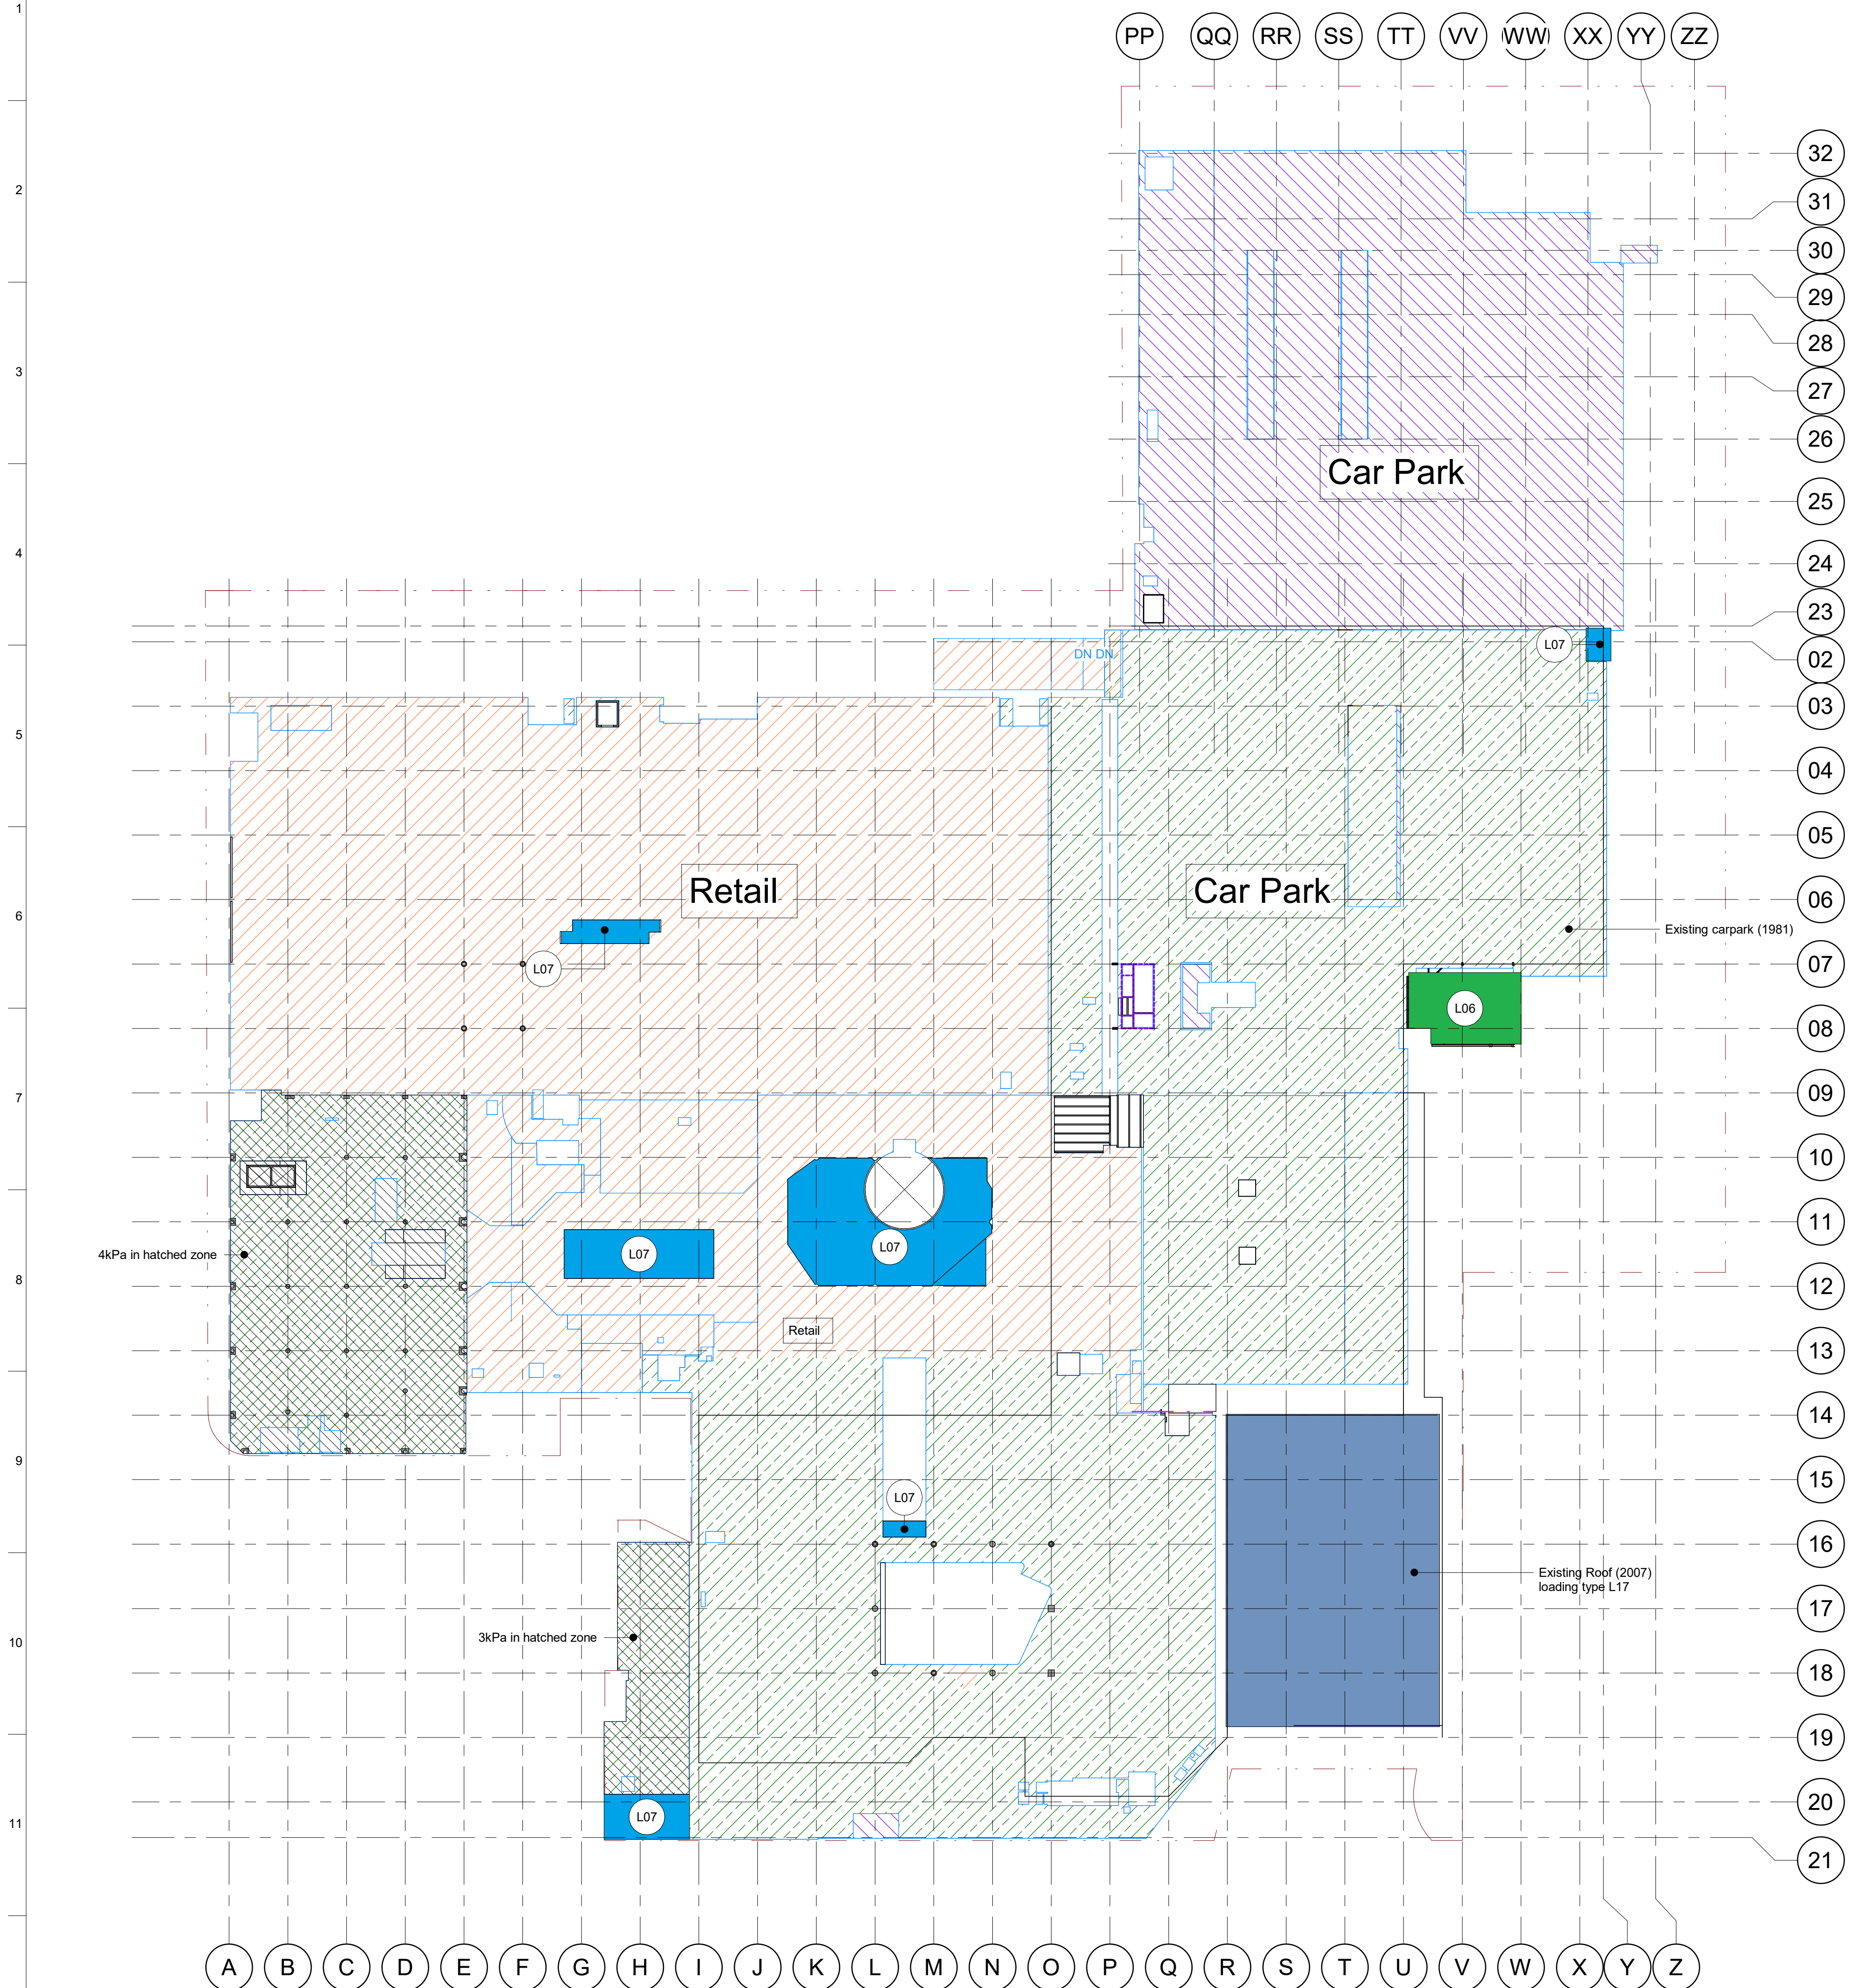 1
PP QQ RR SS TT VV WW XX YY ZZ
32
2
31
30
29
28
3
27
26
Car Park
25
4
24
23
L07
DN DN
02
03
5
04
05
Retail
Car Park
06
6
Existing carpark (1981)
L07
07
L06
08
7
09
10
11
4kPa in hatched zone
L07
L07
8
12
Retail
13
14
9
15
L07
16
Existing Roof (2007)
loading type L17
17
3kPa in hatched zone
10
18
19
20
L07
11
21
A B C D E F G H I J K L M N O P Q R S T U V W X Y Z